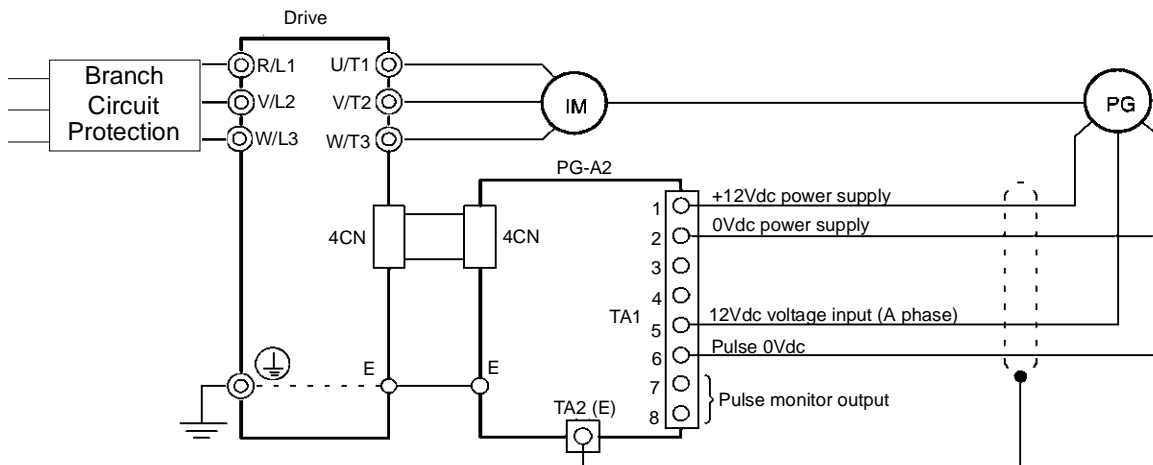 Drive
Branch
Circuit
Protection
R/L1
V/L2
W/L3
U/T1
V/T2
W/T3
IM
PG
PG-A2
4CN
4CN
1
2
3
4
5
6
7
8
TA1
+12Vdc power supply
0Vdc power supply
12Vdc voltage input (A phase)
Pulse 0Vdc
Pulse monitor output
E
E
TA2 (E)